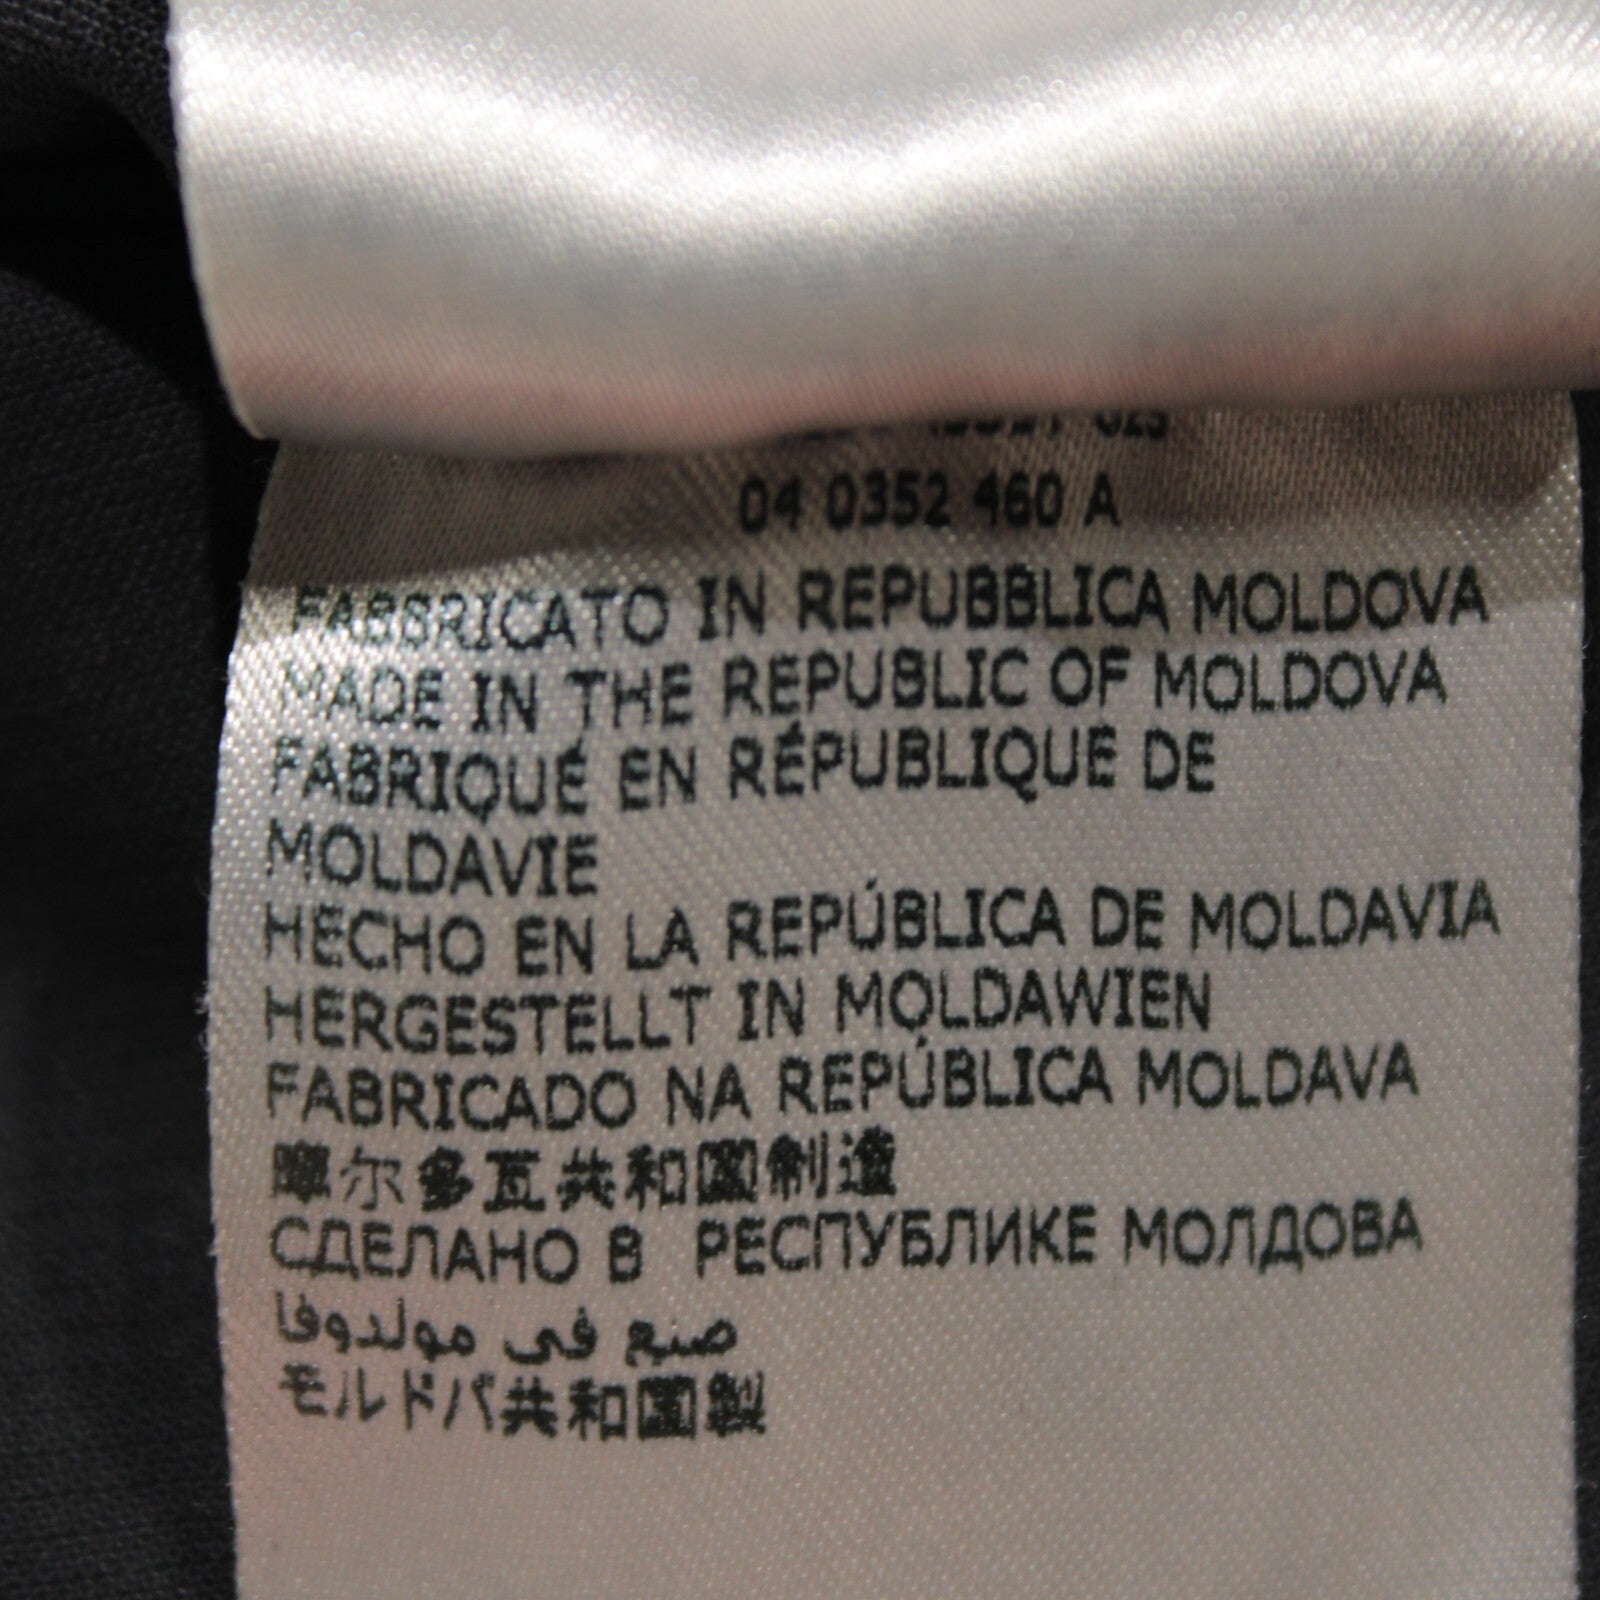 04 0352 460 A
FABBRICATO IN REPUBBLICA MOLDOVA
MADE IN THE REPUBLIC OF MOLDOVA
FABRIQUÉ EN RÉPUBLIQUE DE
MOLDAVIE
HECHO EN LA REPÚBLICA DE MOLDAVIA
HERGESTELLT IN MOLDAWIEN
FABRICADO NA REPÚBLICA MOLDAVA
摩尔多瓦共和国制造
СДЕЛАНО В РЕСПУБЛИКЕ МОЛДОВА
صنع في مولدوفا
モルドバ共和国製